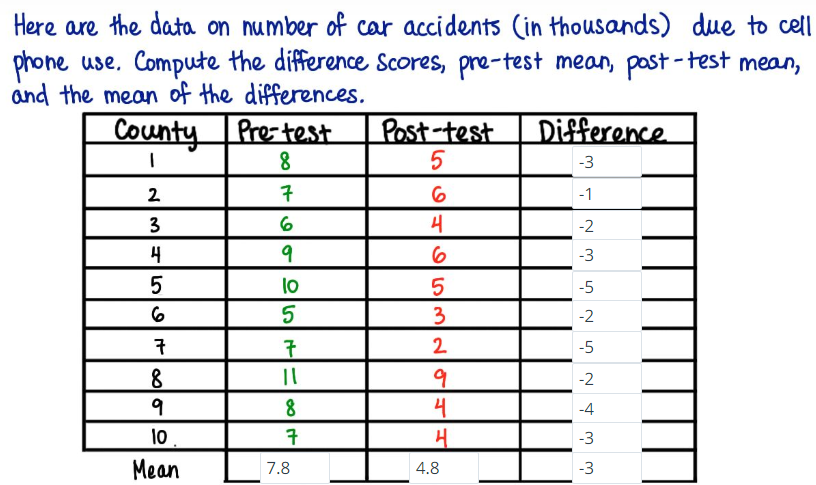 Here are the data on number of car accidents (in thousands) due to cell
phone use. Compute the difference scores, pre-test mean, post-test mean,
and the mean of the differences.
County Pre-test Post-test Difference
1 8 5 -3
2 7 6 -1
3 6 4 -2
4 9 6 -3
5 10 5 -5
6 5 3 -2
7 7 2 -5
8 11 9 -2
9 8 4 -4
10. 7 4 -3
Mean 7.8 4.8 -3